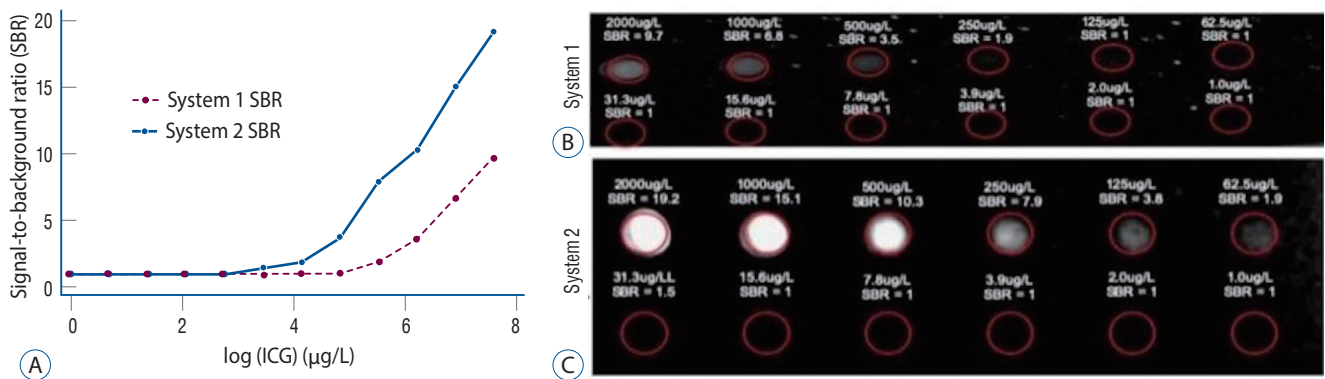 20
15
10
5
0
Signal-to-background ratio (SBR)
System 1 SBR
System 2 SBR
0 2 4 6 8
log (ICG) (μg/L)
A
System 1
2000ug/L 1000ug/L 500ug/L 250ug/L 125ug/L 62.5ug/L
SBR = 9.7 SBR = 6.8 SBR = 3.5 SBR = 1.9 SBR = 1 SBR = 1
31.3ug/L 15.6ug/L 7.8ug/L 3.9ug/L 2.0ug/L 1.0ug/L
SBR = 1 SBR = 1 SBR = 1 SBR = 1 SBR = 1 SBR = 1
B
System 2
2000ug/L 1000ug/L 500ug/L 250ug/L 125ug/L 62.5ug/L
SBR = 19.2 SBR = 15.1 SBR = 10.3 SBR = 7.9 SBR = 3.8 SBR = 1.9
31.3ug/LL 15.6ug/L 7.8ug/L 3.9ug/L 2.0ug/L 1.0ug/L
SBR = 1.5 SBR = 1 SBR = 1 SBR = 1 SBR = 1 SBR = 1
C